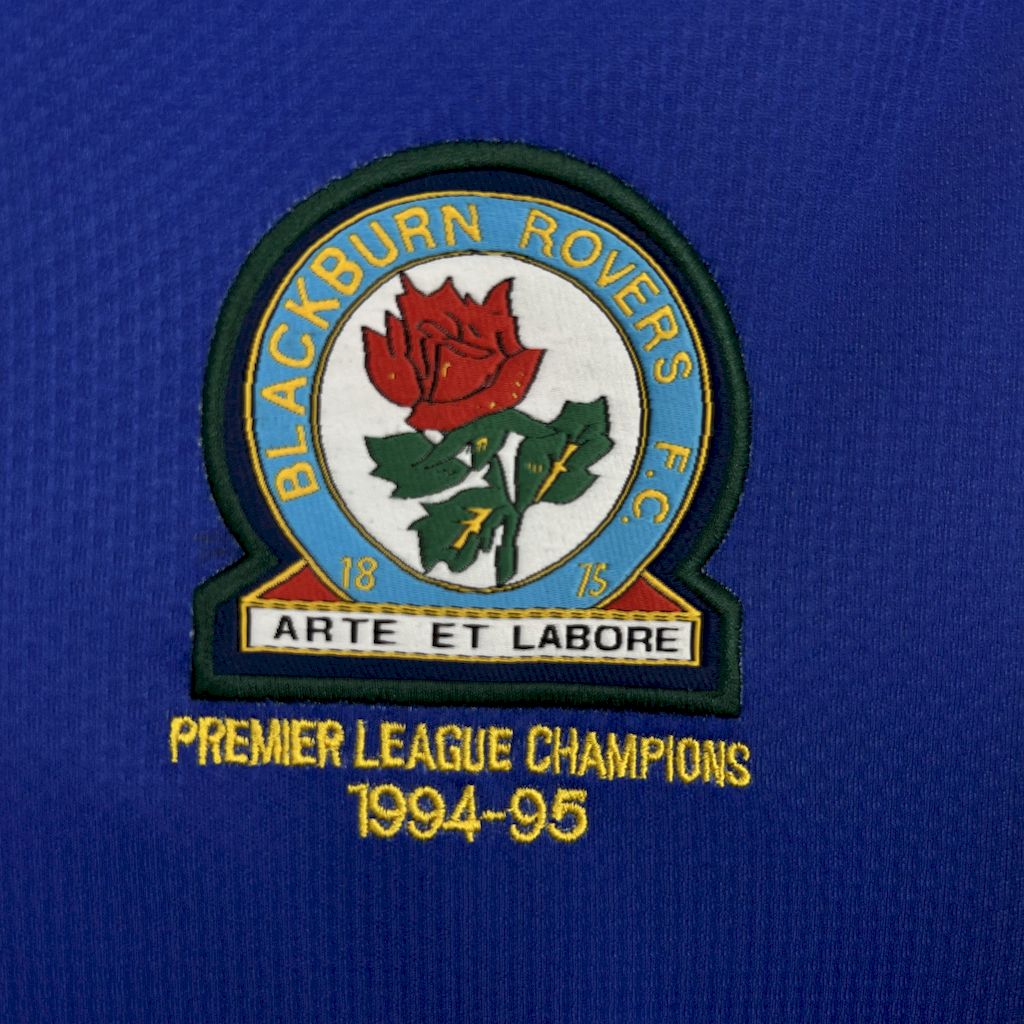 BLACKBURN ROVERS F.C.
18 75
ARTE ET LABORE
PREMIER LEAGUE CHAMPIONS
1994-95